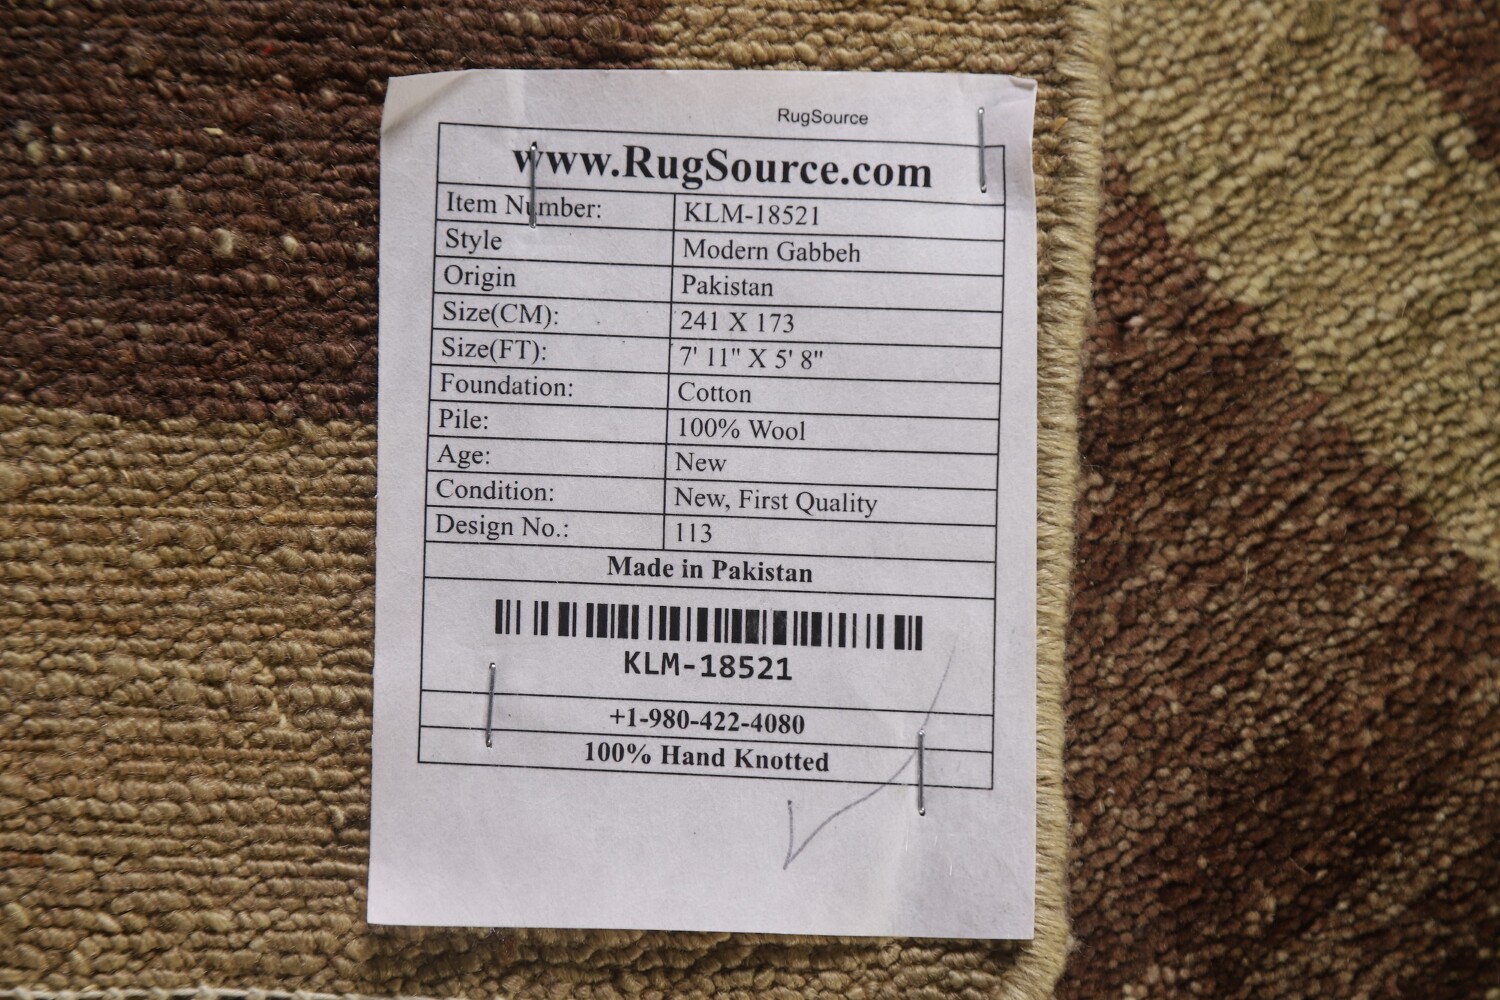 RugSource
www.RugSource.com
Item Number: KLM-18521
Style Modern Gabbeh
Origin Pakistan
Size(CM): 241 X 173
Size(FT): 7' 11" X 5' 8"
Foundation: Cotton
Pile: 100% Wool
Age: New
Condition: New, First Quality
Design No.: 113
Made in Pakistan
KLM-18521
+1-980-422-4080
100% Hand Knotted